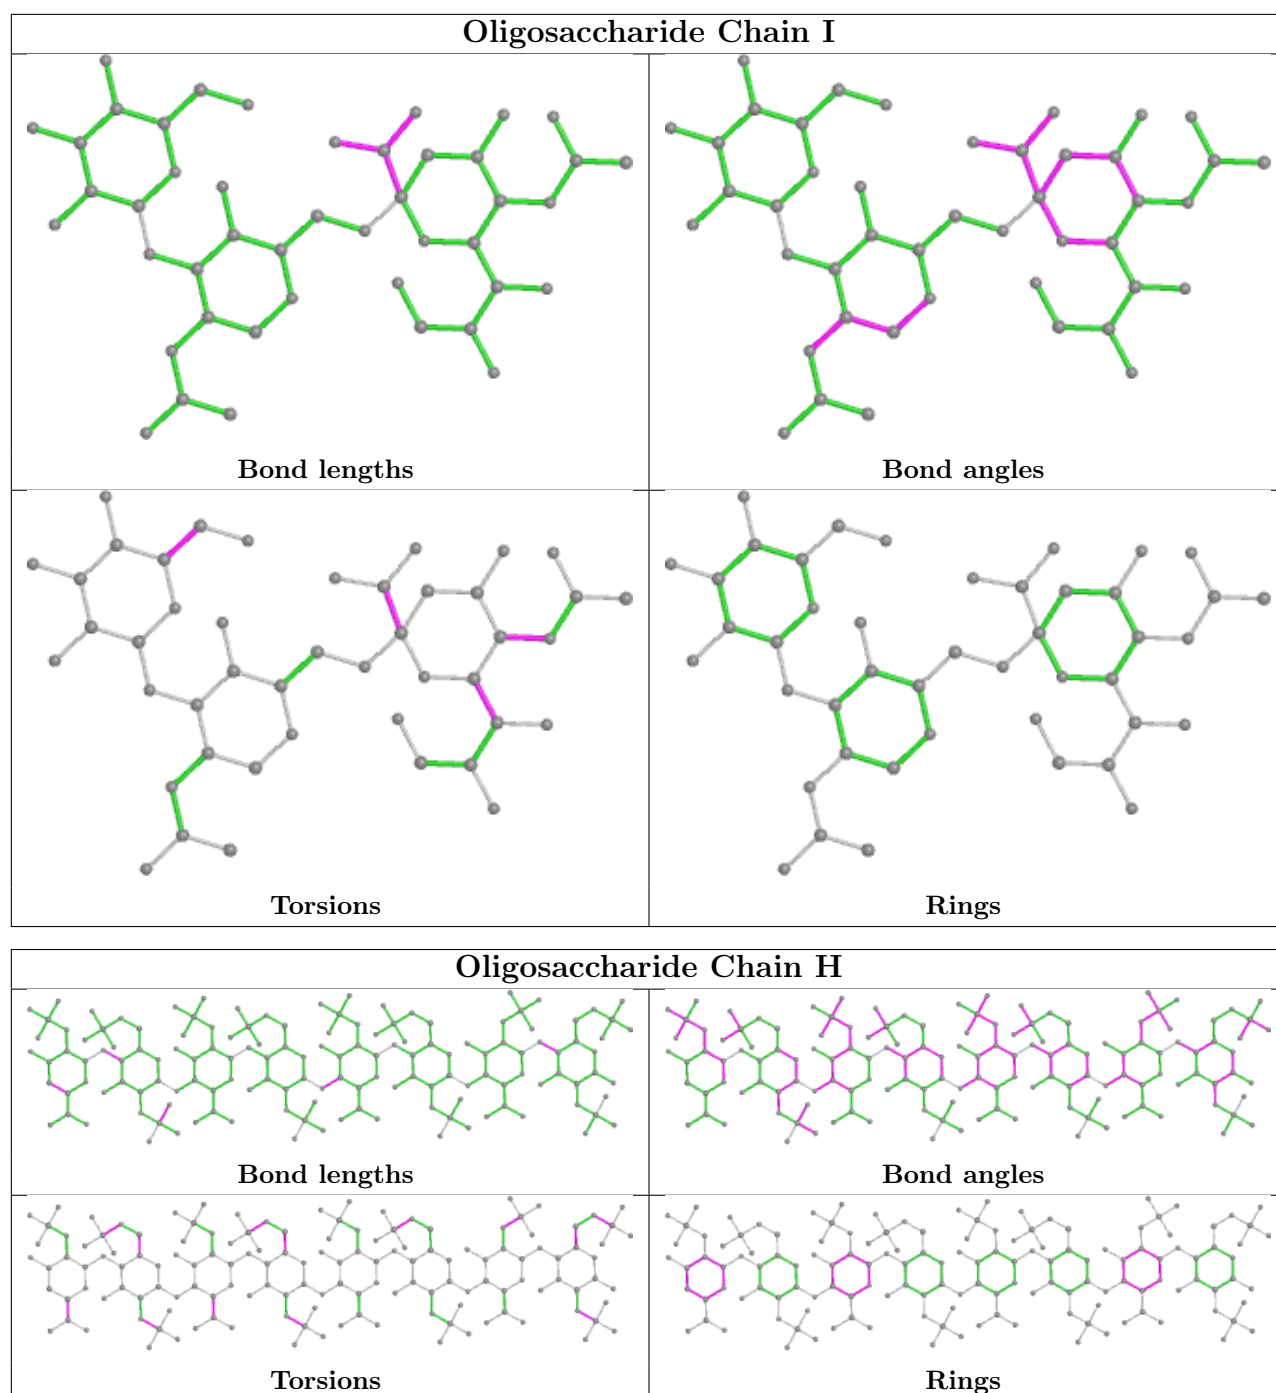 Oligosaccharide Chain I
Bond lengths
Bond angles
Torsions
Rings
Oligosaccharide Chain H
Bond lengths
Bond angles
Torsions
Rings